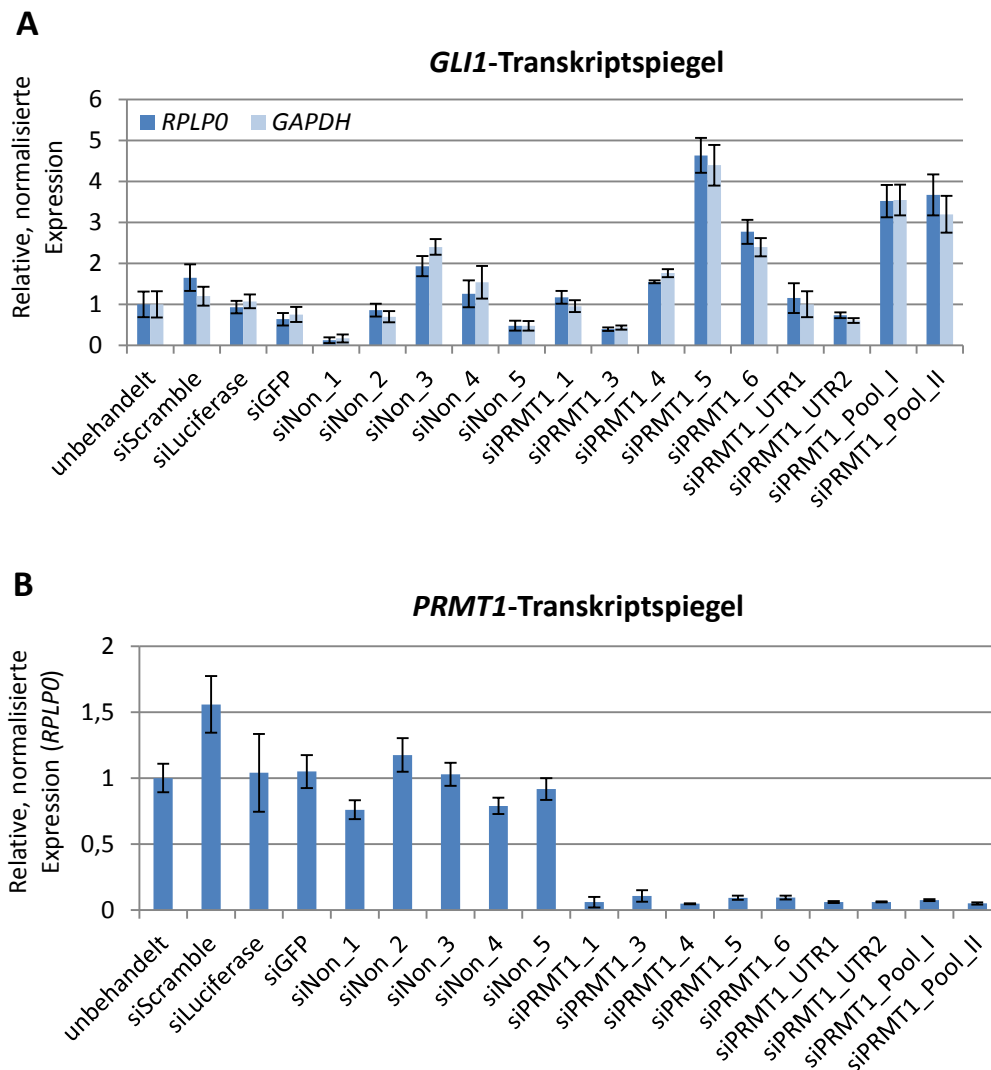 A
GLI1-Transkriptspiegel
Relative, normalisierte
Expression
6
5
4
3
2
1
0
RPLP0 GAPDH
unbehandelt
siScramble
siLuciferase
siGFP
siNon_1
siNon_2
siNon_3
siNon_4
siNon_5
siPRMT1_1
siPRMT1_3
siPRMT1_4
siPRMT1_5
siPRMT1_6
siPRMT1_UTR1
siPRMT1_UTR2
siPRMT1_Pool_I
siPRMT1_Pool_II
B
PRMT1-Transkriptspiegel
Relative, normalisierte
Expression (RPLP0)
2
1,5
1
0,5
0
unbehandelt
siScramble
siLuciferase
siGFP
siNon_1
siNon_2
siNon_3
siNon_4
siNon_5
siPRMT1_1
siPRMT1_3
siPRMT1_4
siPRMT1_5
siPRMT1_6
siPRMT1_UTR1
siPRMT1_UTR2
siPRMT1_Pool_I
siPRMT1_Pool_II